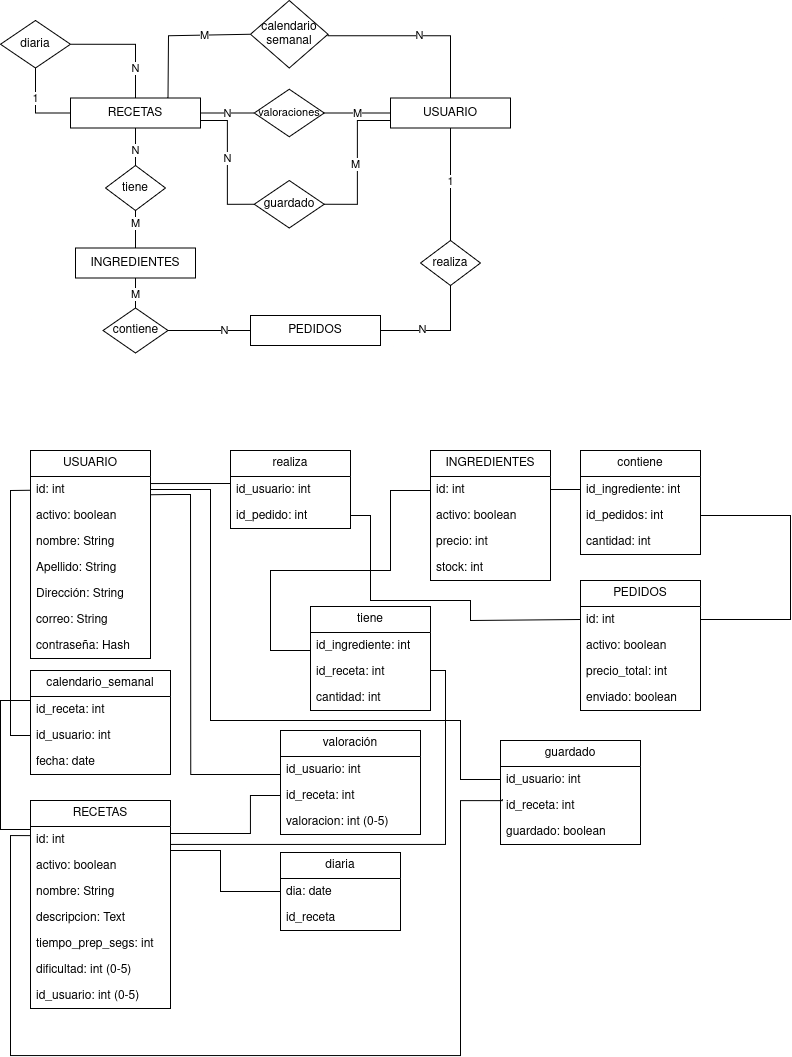 calendario
semanal
M
N
diaria
N
1
RECETAS
N
valoraciones
M
USUARIO
N
M
N
tiene
M
guardado
1
INGREDIENTES
realiza
M
contiene
N
PEDIDOS
N
USUARIO
id: int
activo: boolean
nombre: String
Apellido: String
Dirección: String
correo: String
contraseña: Hash
realiza
id_usuario: int
id_pedido: int
INGREDIENTES
id: int
activo: boolean
precio: int
stock: int
contiene
id_ingrediente: int
id_pedidos: int
cantidad: int
PEDIDOS
id: int
activo: boolean
precio_total: int
enviado: boolean
tiene
id_ingrediente: int
id_receta: int
cantidad: int
calendario_semanal
id_receta: int
id_usuario: int
fecha: date
valoración
id_usuario: int
id_receta: int
valoracion: int (0-5)
guardado
id_usuario: int
id_receta: int
guardado: boolean
RECETAS
id: int
activo: boolean
nombre: String
descripcion: Text
tiempo_prep_segs: int
dificultad: int (0-5)
id_usuario: int (0-5)
diaria
dia: date
id_receta